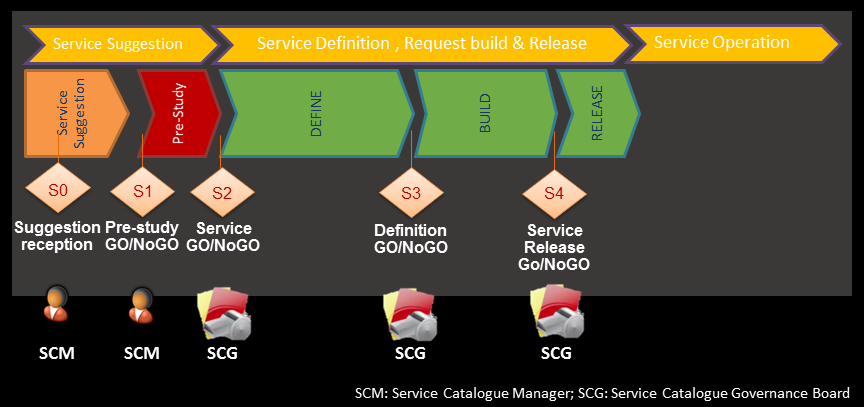 Service Suggestion
Service Definition , Request build & Release
Service Operation
Service
Suggestion
Pre-Study
DEFINE
BUILD
RELEASE
S0
S1
S2
S3
S4
Suggestion
reception
Pre-study
GO/NoGO
Service
GO/NoGO
Definition
GO/NoGO
Service
Release
Go/NoGO
SCM
SCM
SCG
SCG
SCG
SCM: Service Catalogue Manager; SCG: Service Catalogue Governance Board